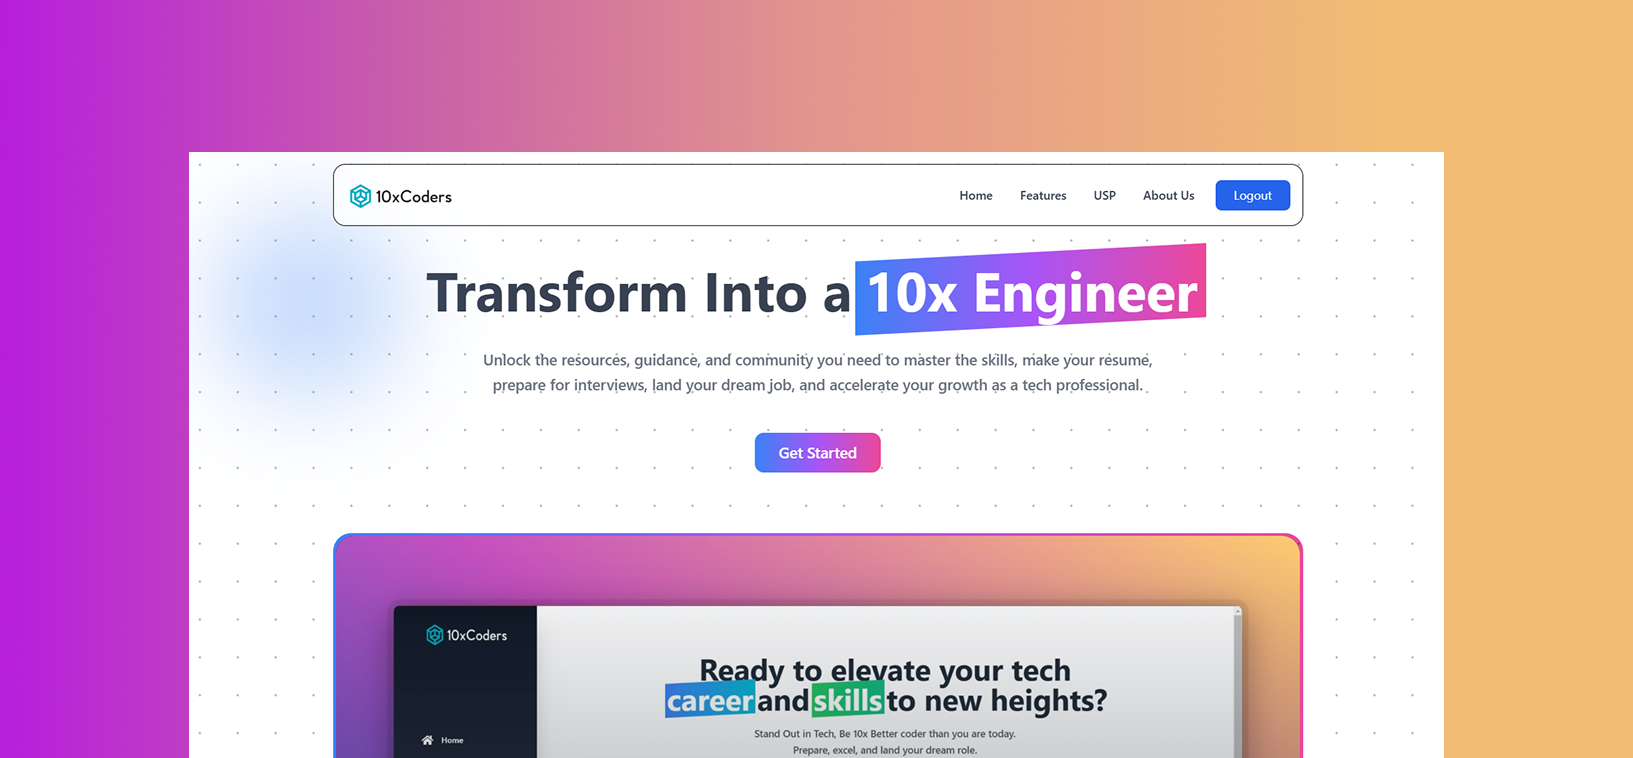 10xCoders
Home Features USP About Us Logout
Transform Into a 10x Engineer
Unlock the resources, guidance, and community you need to master the skills, make your resume,
prepare for interviews, land your dream job, and accelerate your growth as a tech professional.
Get Started
10xCoders
Home
Ready to elevate your tech
career and skills to new heights?
Stand Out in Tech, Be 10x Better coder than you are today.
Prepare, excel, and land your dream role.